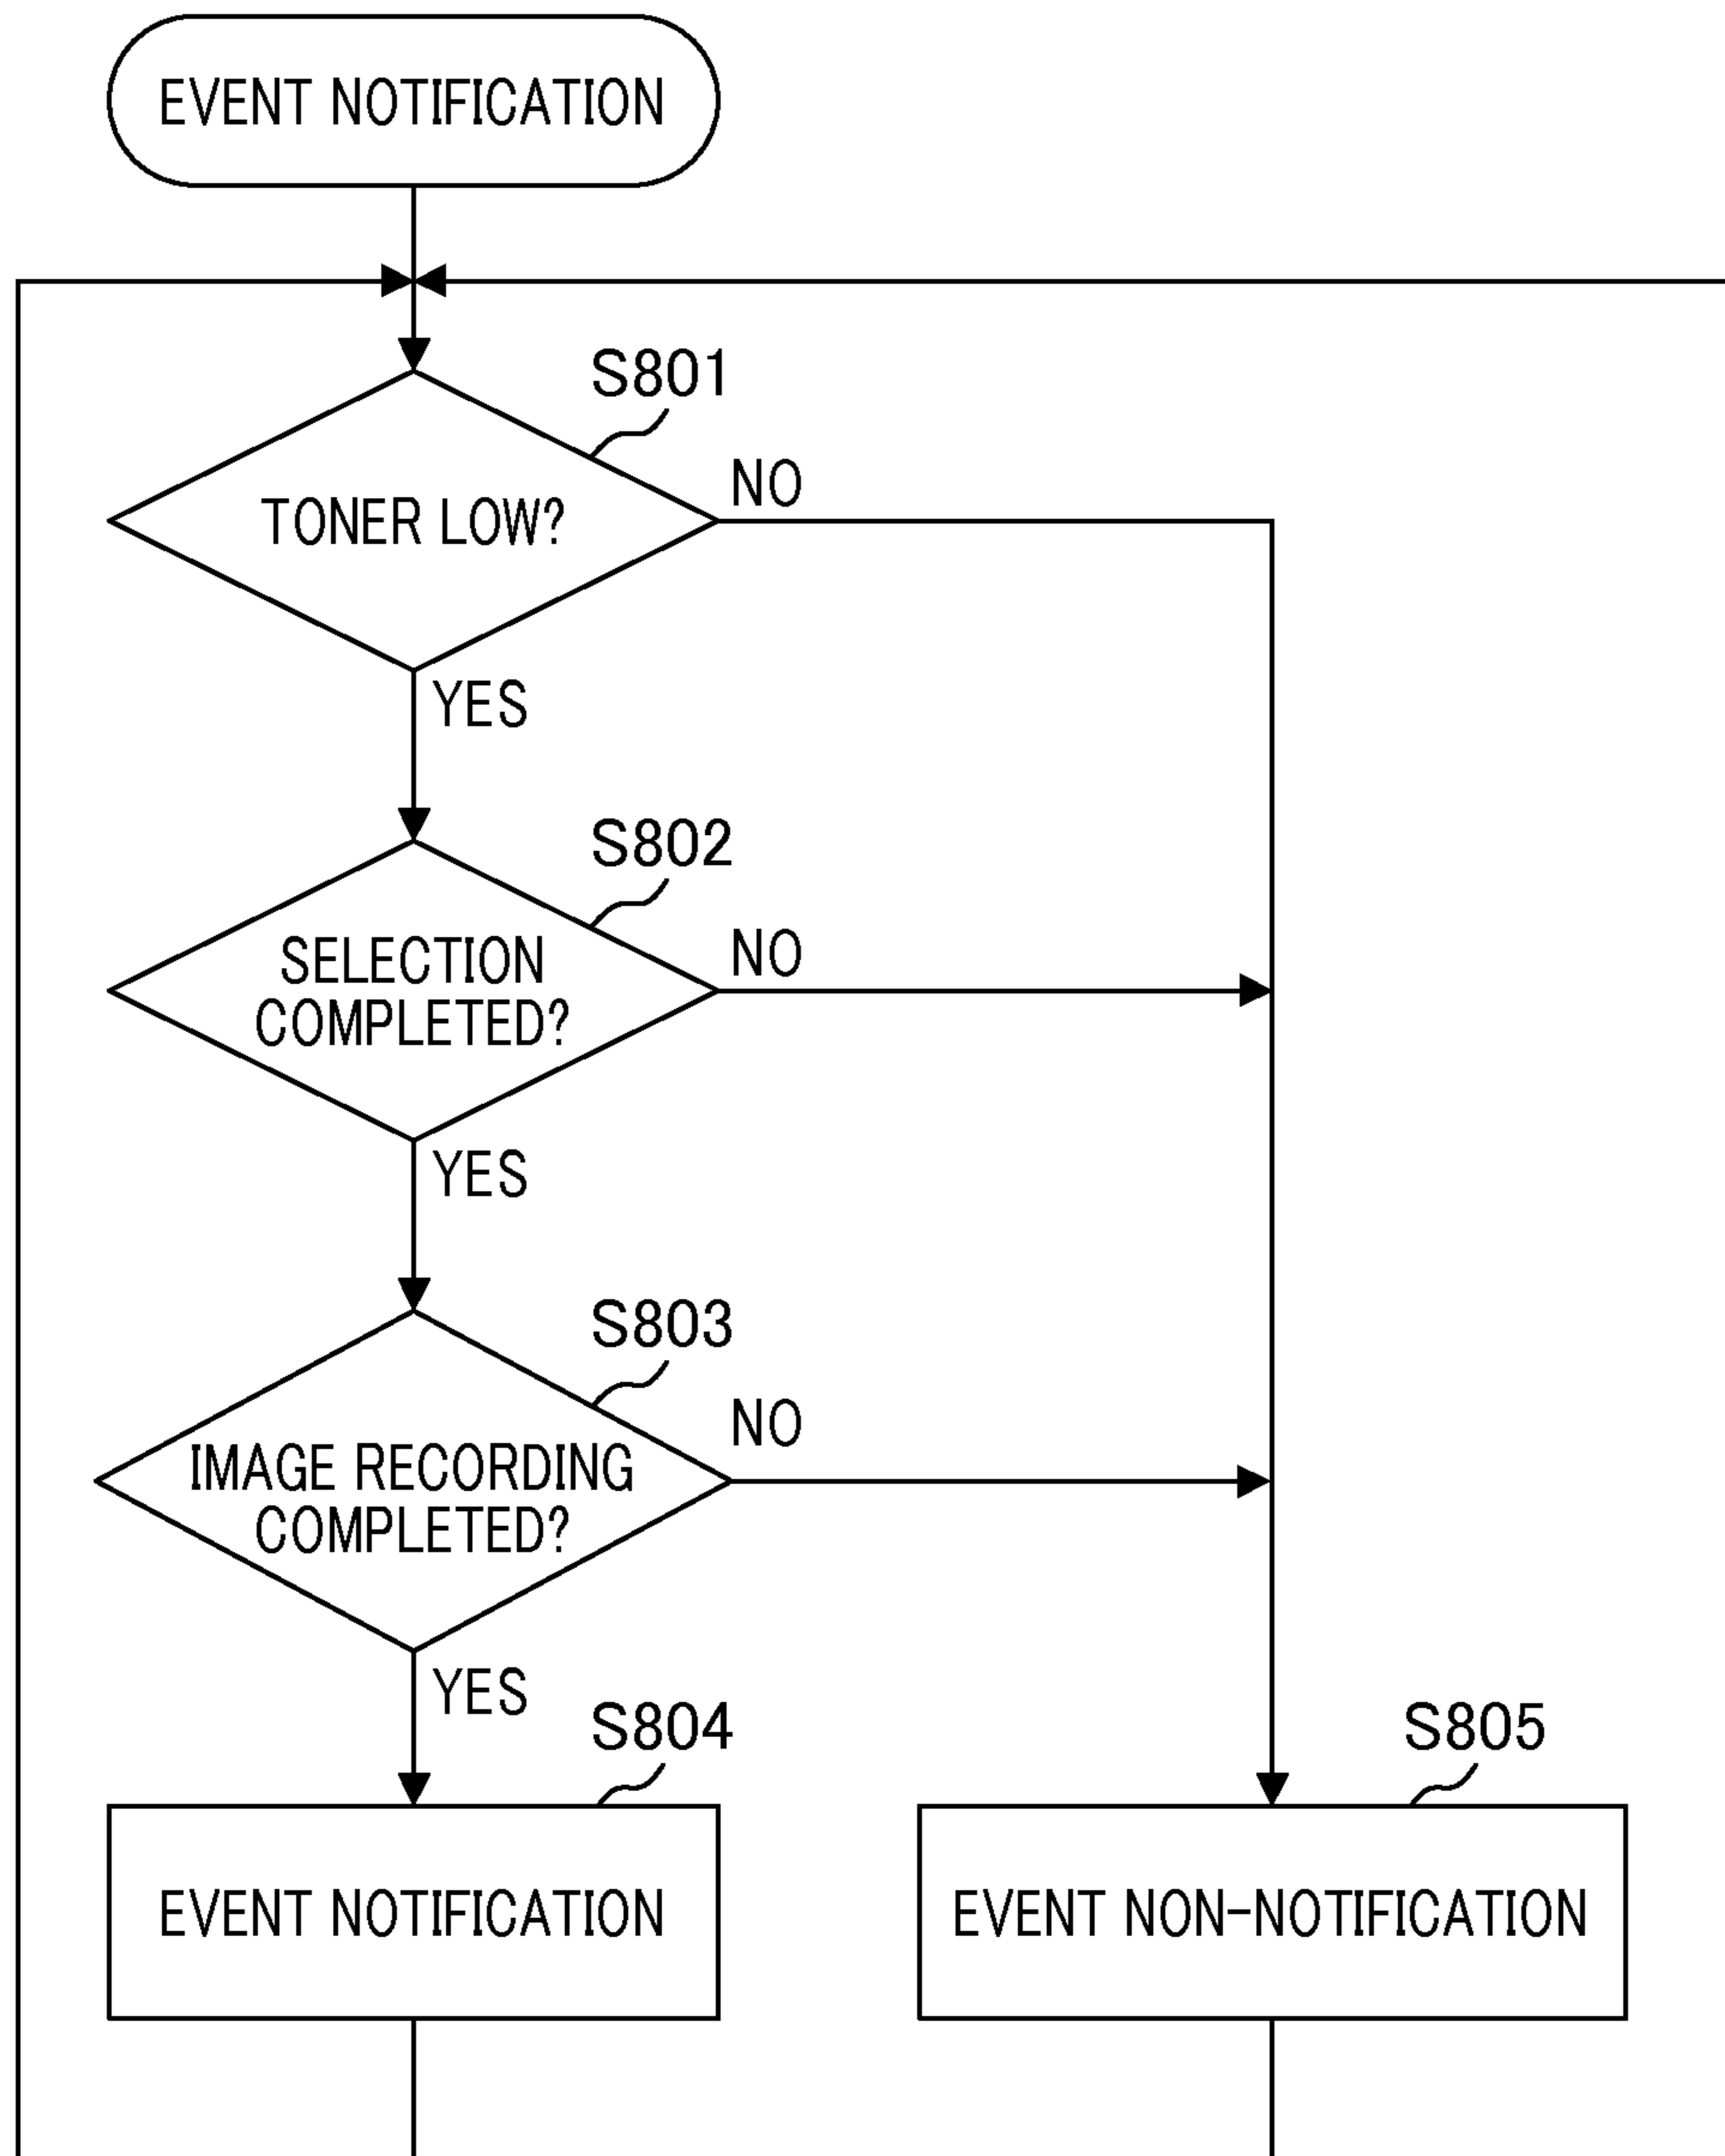 EVENT NOTIFICATION
S801
TONER LOW?
NO
YES
S802
SELECTION
COMPLETED?
NO
YES
S803
IMAGE RECORDING
COMPLETED?
NO
YES
S804
EVENT NOTIFICATION
S805
EVENT NON-NOTIFICATION